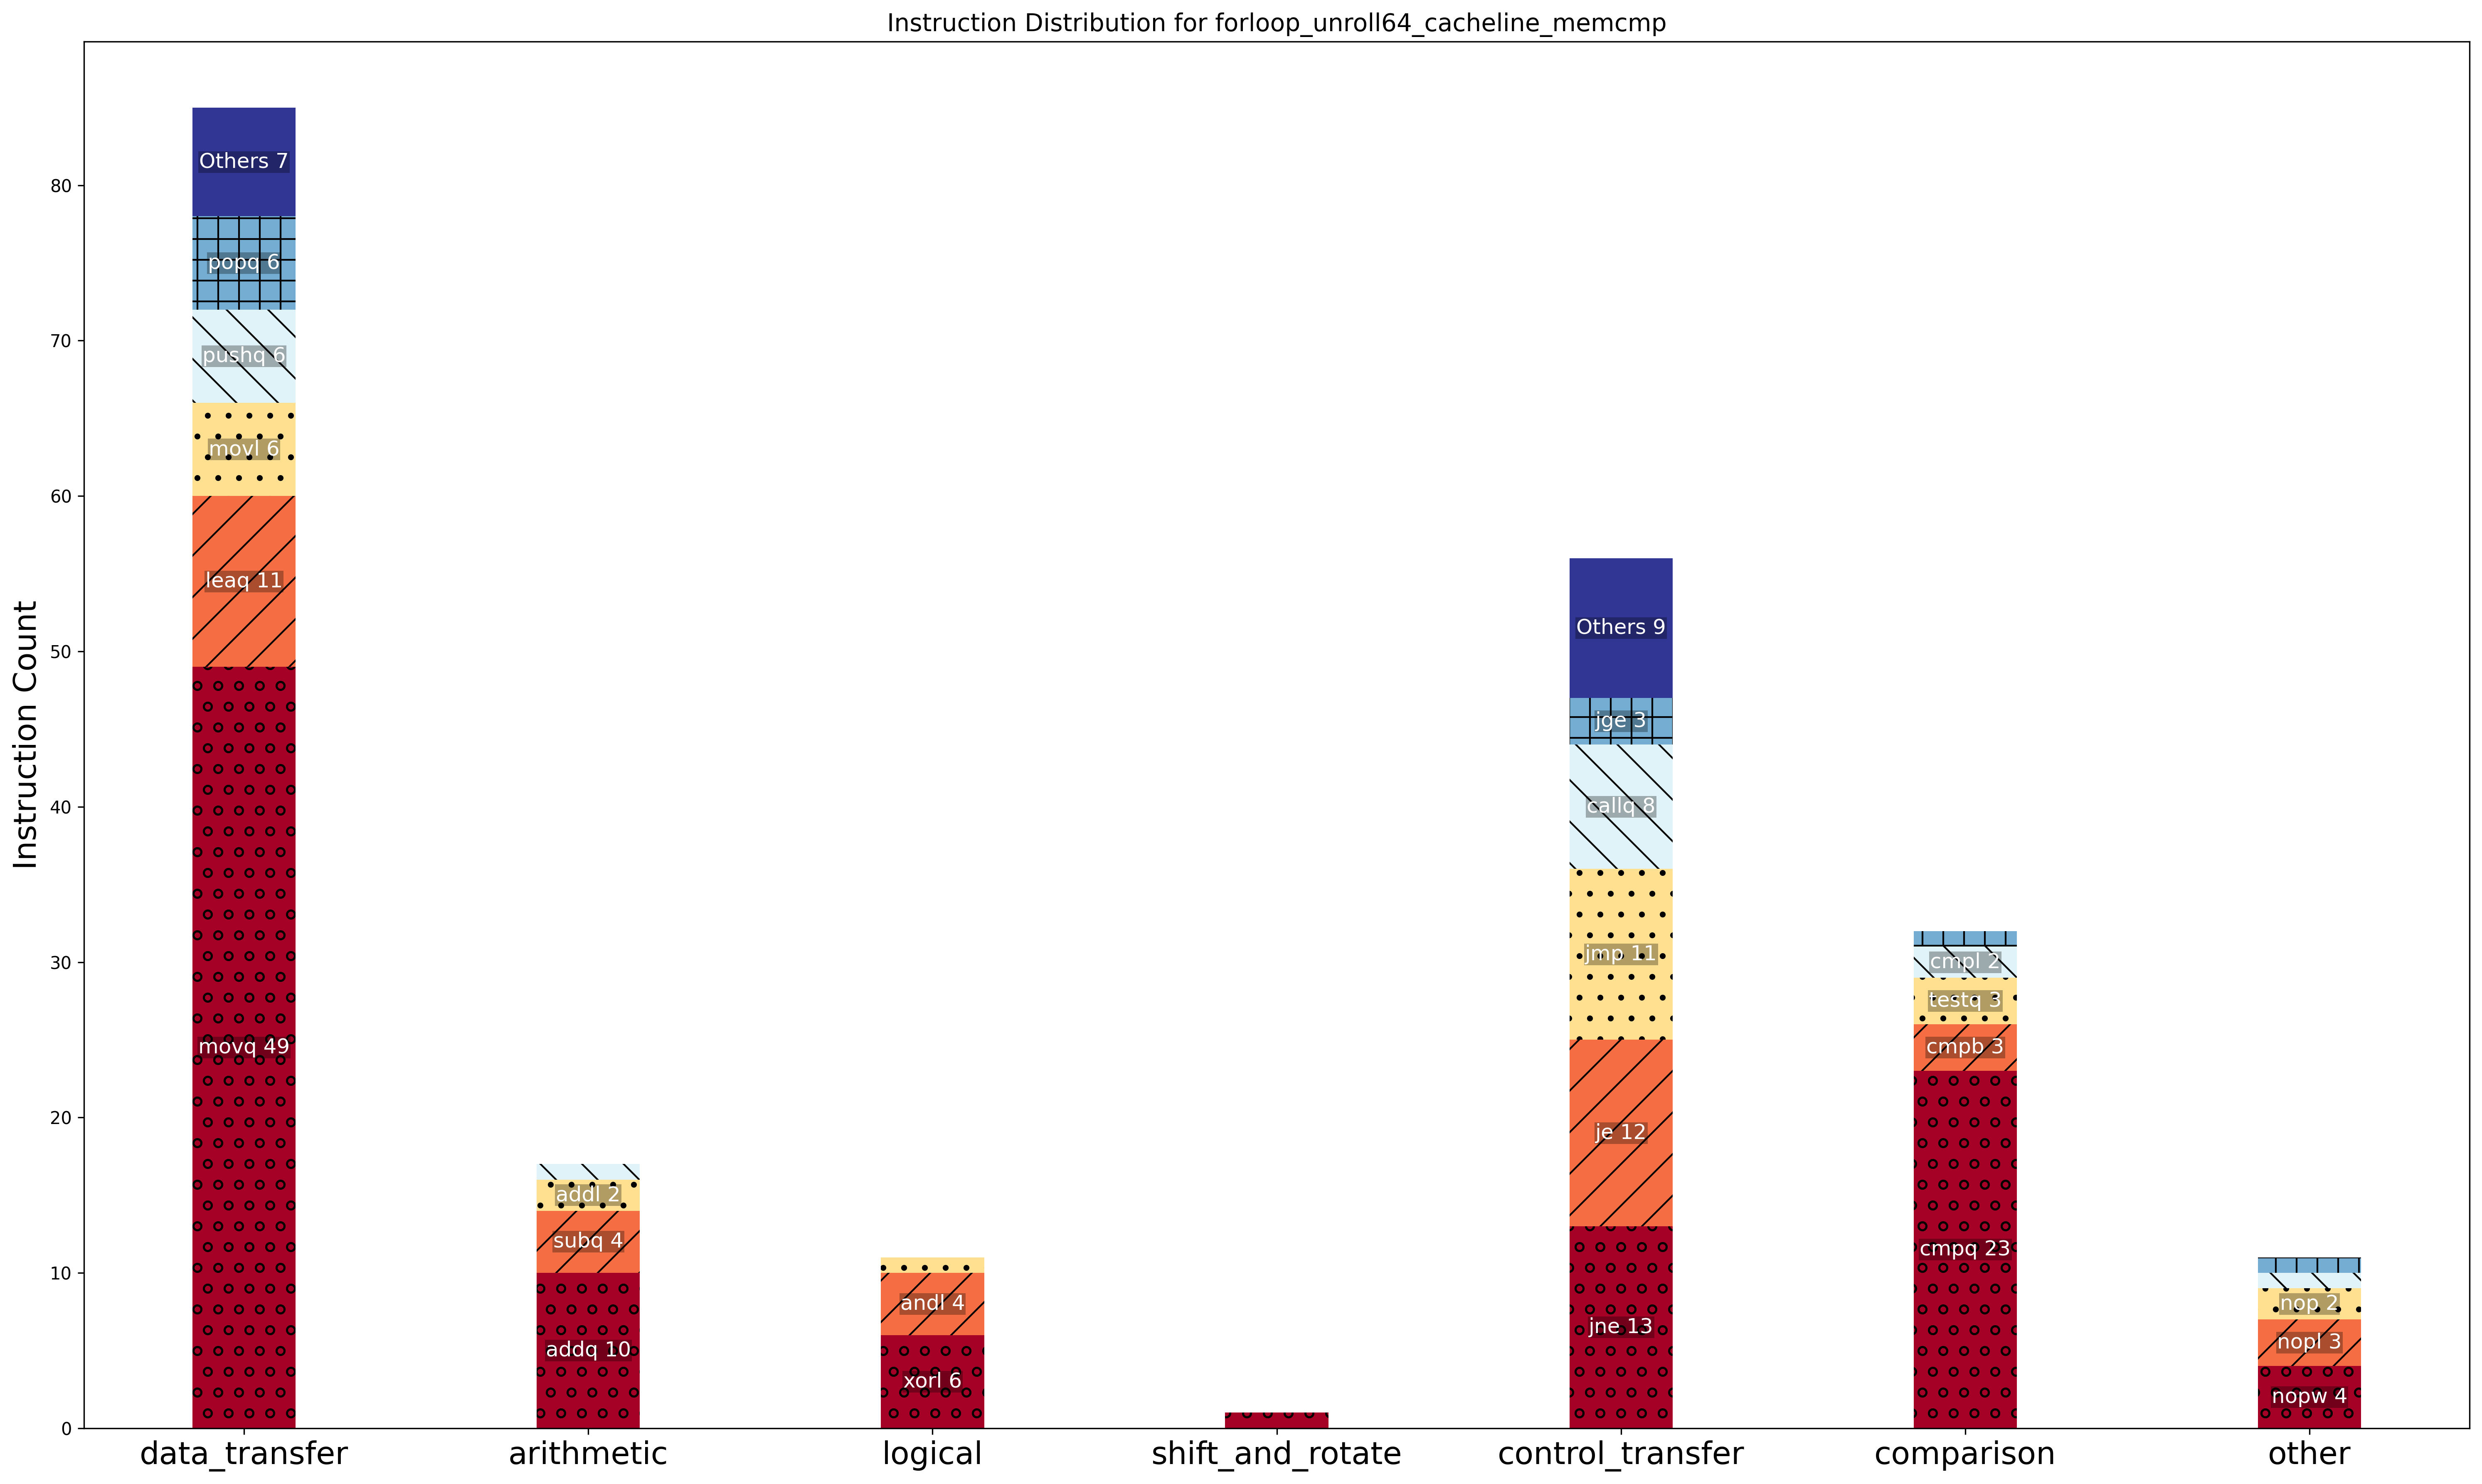 Instruction Distribution for forloop_unroll64_cacheline_memcmp
Instruction Count
80
70
60
50
40
30
20
10
0
Others 7
popq 6
pushq 6
movl 6
leaq 11
movq 49
addl 2
subq 4
addq 10
andl 4
xorl 6
Others 9
jge 3
callq 8
jmp 11
je 12
jne 13
cmpl 2
testq 3
cmpb 3
cmpq 23
nop 2
nopl 3
nopw 4
data_transfer
arithmetic
logical
shift_and_rotate
control_transfer
comparison
other